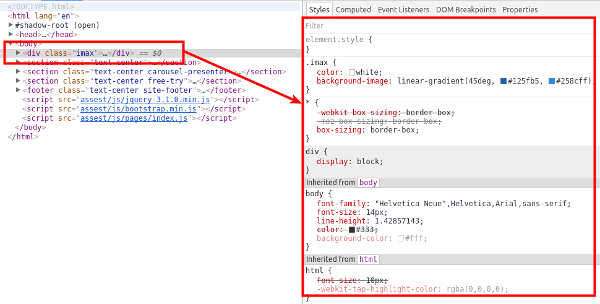 <!DOCTYPE html>
<html lang="en">
#shadow-root (open)
<head>…</head>
<body>
<div class="imax">…</div> == $0
<section class="text-center">…</section>
<section class="text-center carousel-presenter">…</section>
<section class="text-center free-try">…</section>
<footer class="text-center site-footer">…</footer>
<script src="assest/js/jquery-3.1.0.min.js"></script>
<script src="assest/js/bootstrap.min.js"></script>
<script src="assest/js/pages/index.js"></script>
</body>
</html>
Styles Computed Event Listeners DOM Breakpoints Properties
Filter
element.style {
}
.imax {
color: white;
background-image: linear-gradient(45deg, #125fb5, #258cff)
}
* {
-webkit-box-sizing: border-box;
-moz-box-sizing: border-box;
box-sizing: border-box;
}
div {
display: block;
}
Inherited from body
body {
font-family: "Helvetica Neue",Helvetica,Arial,sans-serif;
font-size: 14px;
line-height: 1.42857143;
color: #333;
background-color: #fff;
}
Inherited from html
html {
font-size: 10px;
-webkit-tap-highlight-color: rgba(0,0,0,0);
}